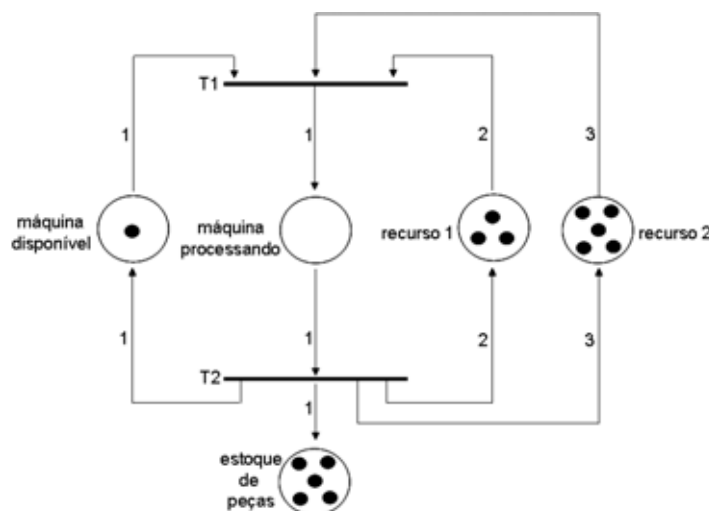 T1
1
1
2
3
máquina
disponível
máquina
processando
recurso 1
recurso 2
1
1
2
3
T2
1
estoque
de
peças